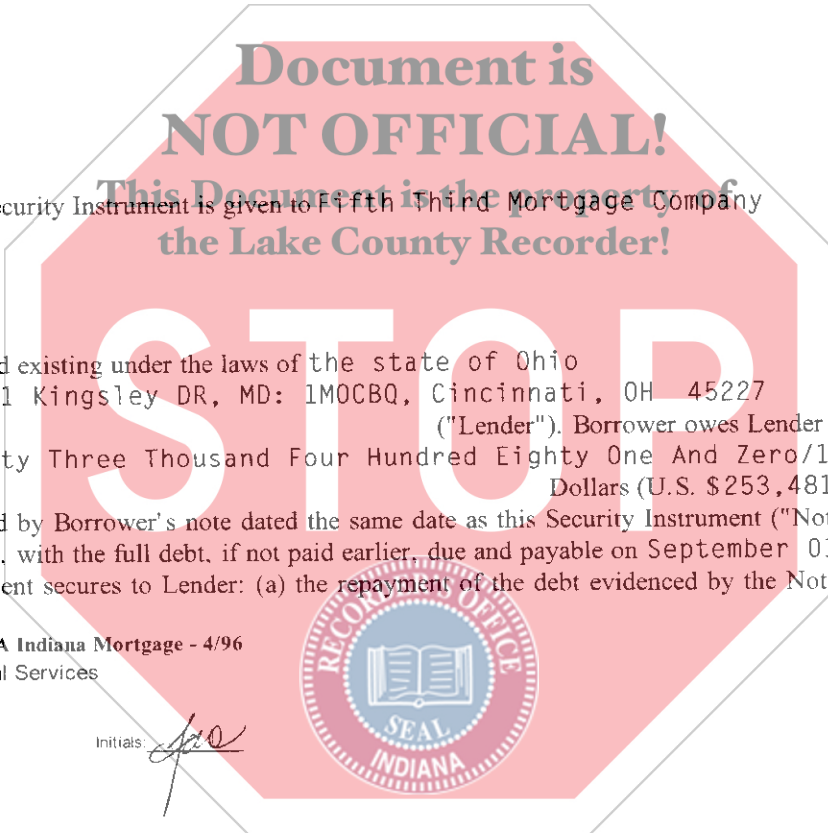 Document is
NOT OFFICIAL!
This Document is the property of
ecurity Instrument is given to Fifth Third Mortgage Company
the Lake County Recorder!
STOP
d existing under the laws of the state of Ohio
1 Kingsley DR, MD: 1MOCBQ, Cincinnati, OH 45227
("Lender"). Borrower owes Lender
ty Three Thousand Four Hundred Eighty One And Zero/1
Dollars (U.S. $253,481
d by Borrower's note dated the same date as this Security Instrument ("Not
, with the full debt, if not paid earlier, due and payable on September 01
ent secures to Lender: (a) the repayment of the debt evidenced by the Not
RECORDER'S OFFICE
SEAL
INDIANA
A Indiana Mortgage - 4/96
al Services
Initials: